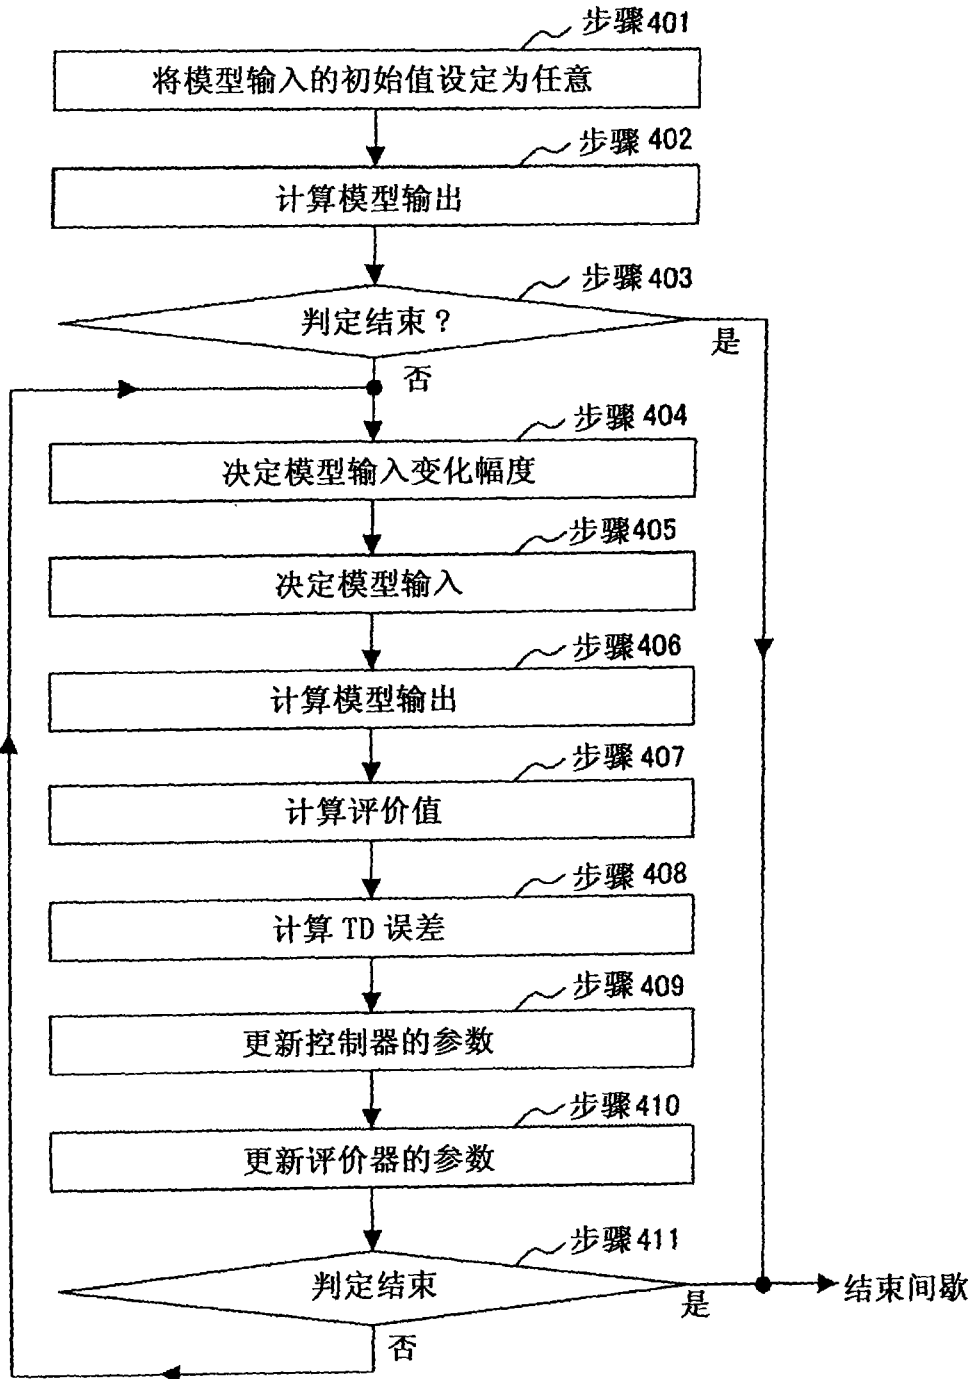 步骤401
将模型输入的初始值设定为任意
步骤402
计算模型输出
步骤403
判定结束？
是
否
步骤404
决定模型输入变化幅度
步骤405
决定模型输入
步骤406
计算模型输出
步骤407
计算评价值
步骤408
计算 TD 误差
步骤409
更新控制器的参数
步骤410
更新评价器的参数
步骤411
判定结束
是
结束间歇
否